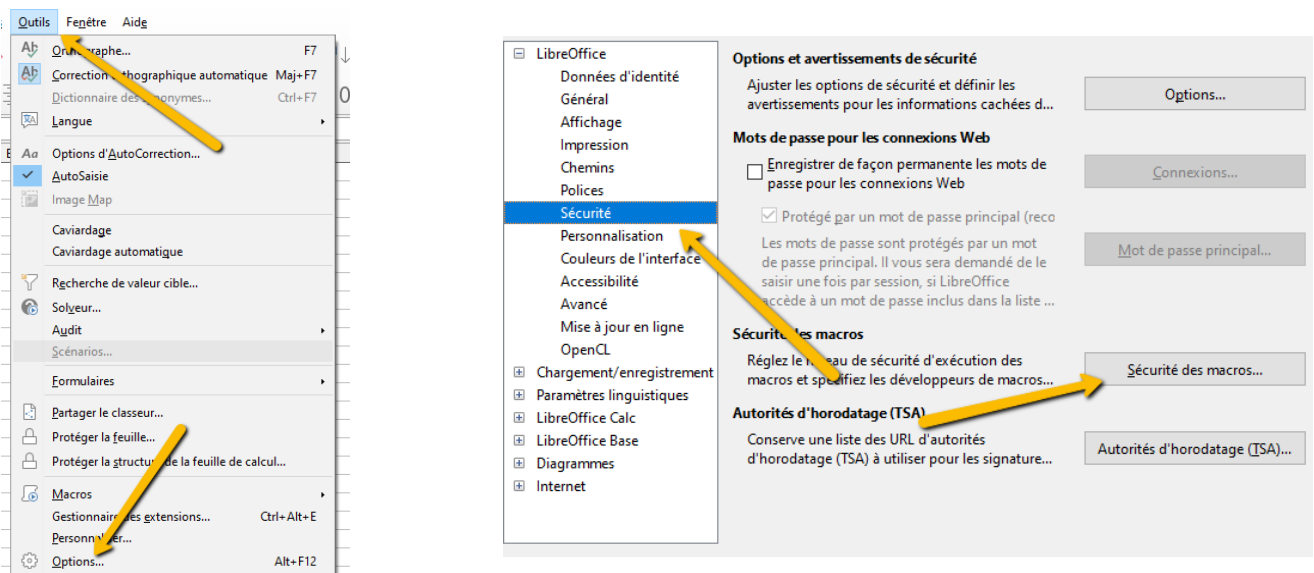 Outils Fenêtre Aide
Orthographe... F7
Correction orthographique automatique Maj+F7
Dictionnaire des synonymes... Ctrl+F7
Langue
Options d'AutoCorrection...
AutoSaisie
Image Map
Caviardage
Caviardage automatique
Recherche de valeur cible...
Solveur...
Audit
Scénarios...
Formulaires
Partager le classeur...
Protéger la feuille...
Protéger la structure de la feuille de calcul...
Macros
Gestionnaire des extensions... Ctrl+Alt+E
Personnaliser...
Options... Alt+F12
LibreOffice
Données d'identité
Général
Affichage
Impression
Chemins
Polices
Sécurité
Personnalisation
Couleurs de l'interface
Accessibilité
Avancé
Mise à jour en ligne
OpenCL
Chargement/enregistrement
Paramètres linguistiques
LibreOffice Calc
LibreOffice Base
Diagrammes
Internet
Options et avertissements de sécurité
Ajuster les options de sécurité et définir les
avertissements pour les informations cachées d...
Options...
Mots de passe pour les connexions Web
Enregistrer de façon permanente les mots de
passe pour les connexions Web
Connexions...
Protégé par un mot de passe principal (reco
Les mots de passe sont protégés par un mot
de passe principal. Il vous sera demandé de le
saisir une fois par session, si LibreOffice
accède à un mot de passe inclus dans la liste ...
Mot de passe principal...
Sécurité des macros
Réglez le niveau de sécurité d'exécution des
macros et spécifiez les développeurs de macros...
Sécurité des macros...
Autorités d'horodatage (TSA)
Conserve une liste des URL d'autorités
d'horodatage (TSA) à utiliser pour les signature...
Autorités d'horodatage (TSA)...